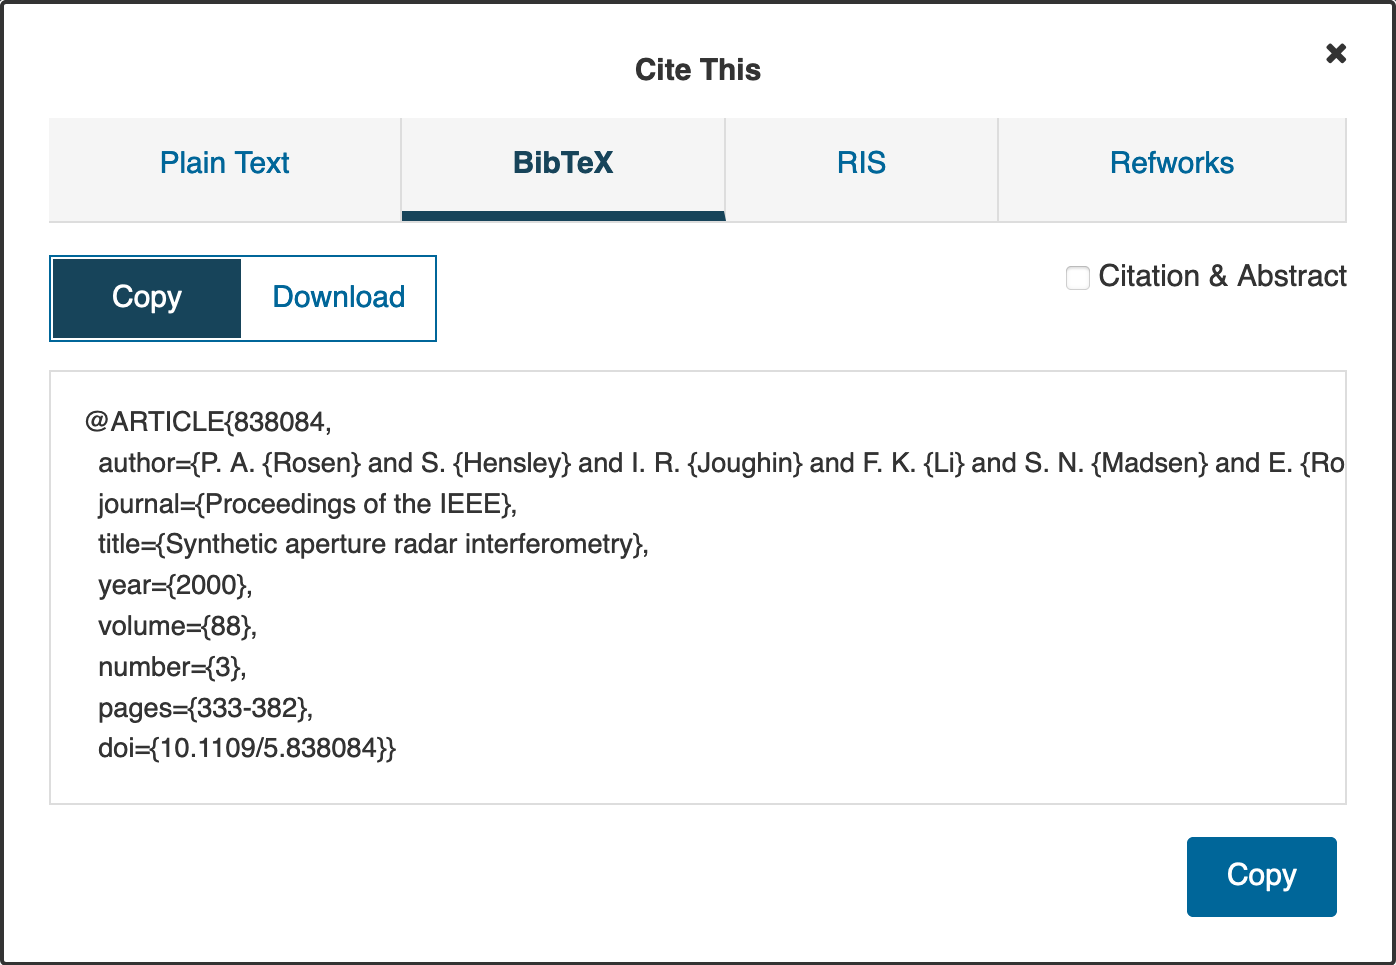 Cite This
Plain Text
BibTeX
RIS
Refworks
Copy
Download
Citation & Abstract
@ARTICLE{838084,
author={P. A. {Rosen} and S. {Hensley} and I. R. {Joughin} and F. K. {Li} and S. N. {Madsen} and E. {Ro
journal={Proceedings of the IEEE},
title={Synthetic aperture radar interferometry},
year={2000},
volume={88},
number={3},
pages={333-382},
doi={10.1109/5.838084}}
Copy